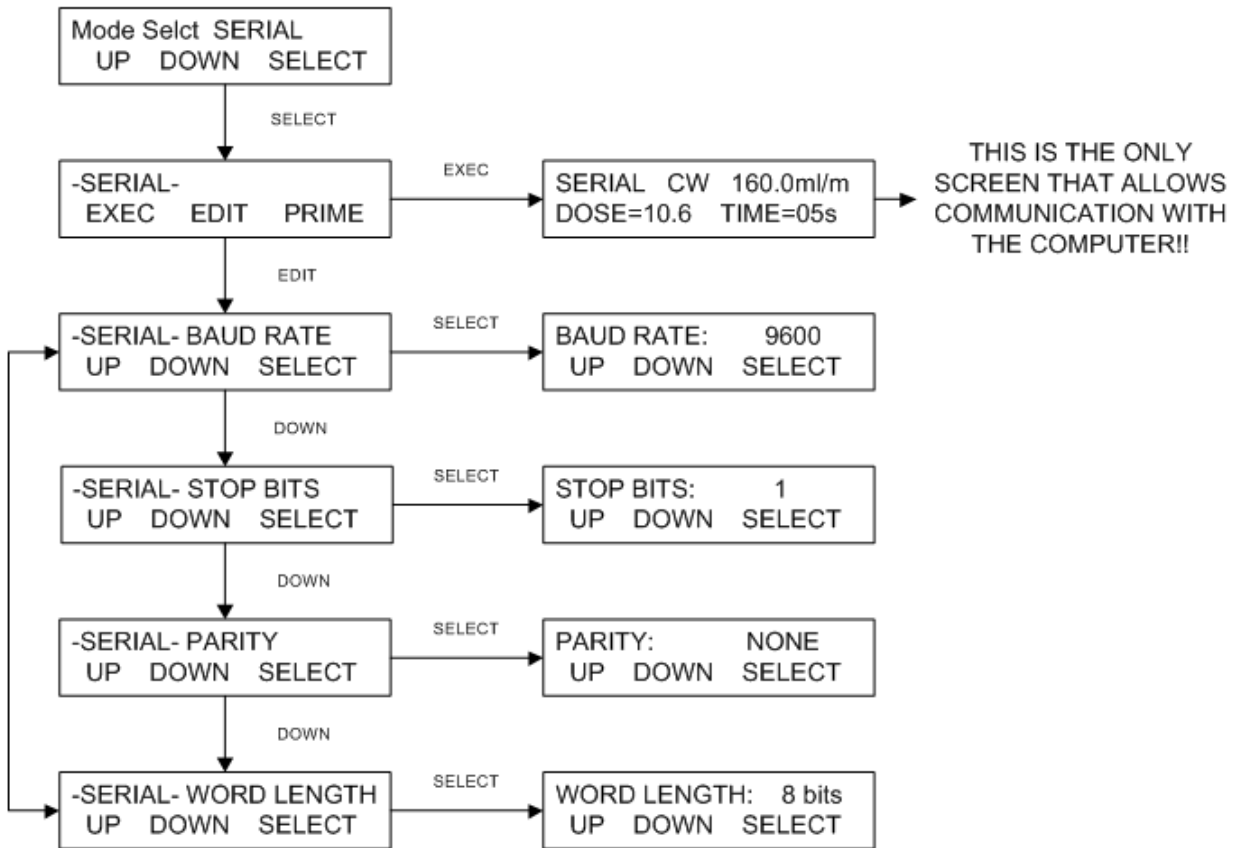 Mode Selct SERIAL
UP DOWN SELECT
SELECT
-SERIAL-
EXEC EDIT PRIME
EXEC
SERIAL CW 160.0ml/m
DOSE=10.6 TIME=05s
THIS IS THE ONLY
SCREEN THAT ALLOWS
COMMUNICATION WITH
THE COMPUTER!!
EDIT
-SERIAL- BAUD RATE
UP DOWN SELECT
SELECT
BAUD RATE: 9600
UP DOWN SELECT
DOWN
-SERIAL- STOP BITS
UP DOWN SELECT
SELECT
STOP BITS: 1
UP DOWN SELECT
DOWN
-SERIAL- PARITY
UP DOWN SELECT
SELECT
PARITY: NONE
UP DOWN SELECT
DOWN
-SERIAL- WORD LENGTH
UP DOWN SELECT
SELECT
WORD LENGTH: 8 bits
UP DOWN SELECT